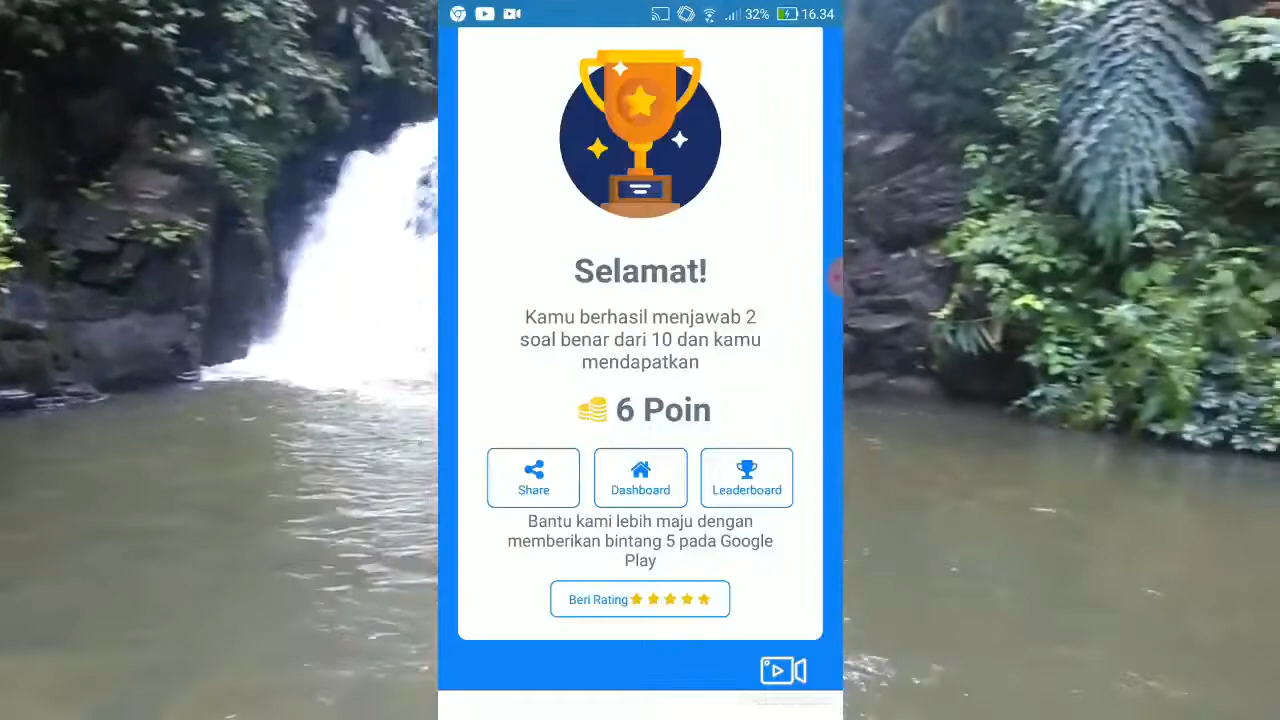 32% 16.34
Selamat!
Kamu berhasil menjawab 2
soal benar dari 10 dan kamu
mendapatkan
6 Poin
Share Dashboard Leaderboard
Bantu kami lebih maju dengan
memberikan bintang 5 pada Google
Play
Beri Rating